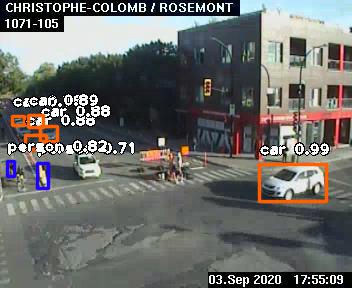 CHRISTOPHE-COLOMB / ROSEMONT
1071-105
car 0.89
car 0.88
car 0.88
person 0.82
0.71
car 0.99
03.Sep 2020 17:55:09